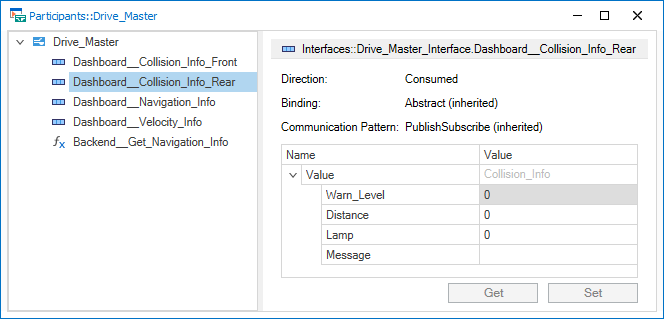 Participants::Drive_Master
Drive_Master
Dashboard__Collision_Info_Front
Dashboard__Collision_Info_Rear
Dashboard__Navigation_Info
Dashboard__Velocity_Info
fx Backend__Get_Navigation_Info
Interfaces::Drive_Master_Interface.Dashboard__Collision_Info_Rear
Direction: Consumed
Binding: Abstract (inherited)
Communication Pattern: PublishSubscribe (inherited)
Name Value
Value Collision_Info
Warn_Level 0
Distance 0
Lamp 0
Message
Get Set